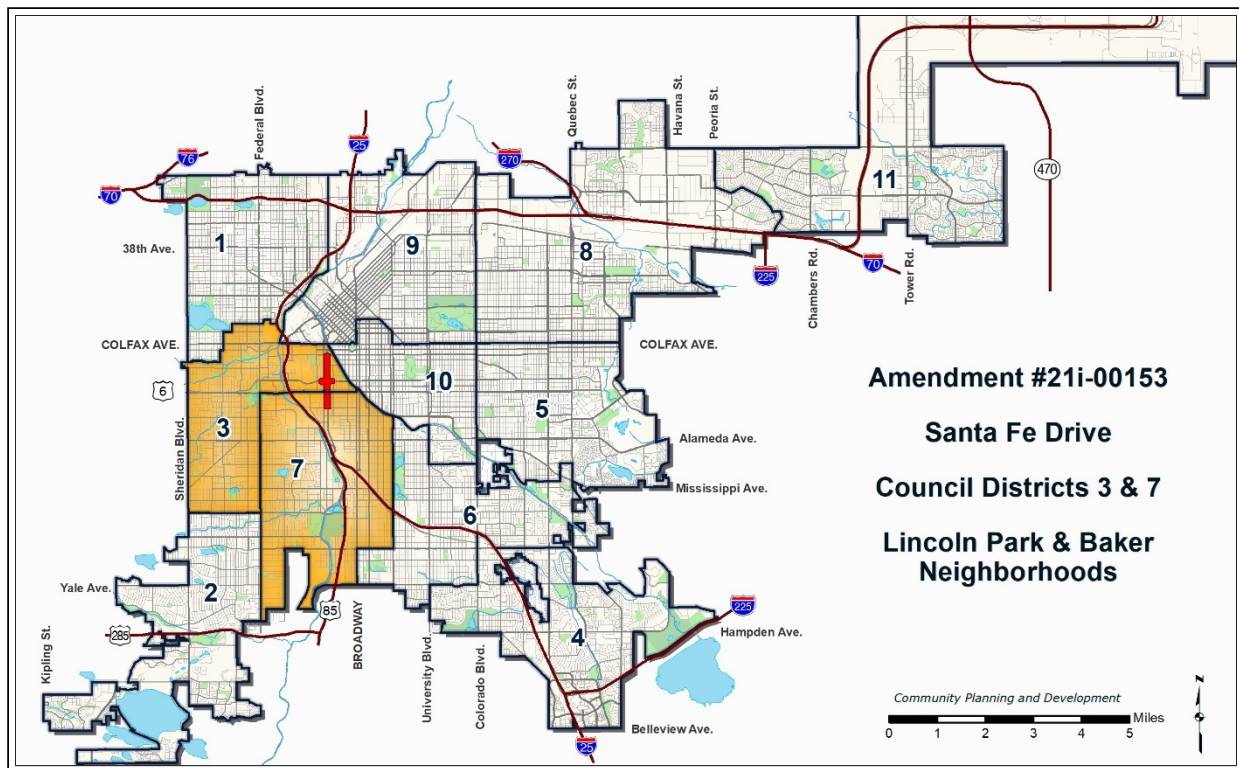 Federal Blvd.
Quebec St.
Havana St.
Peoria St.
76
25
270
70
470
11
1
9
8
38th Ave.
225
70
Chambers Rd.
Tower Rd.
COLFAX AVE.
COLFAX AVE.
6
Sheridan Blvd.
3
10
5
Alameda Ave.
7
Mississippi Ave.
6
Yale Ave.
2
85
285
BROADWAY
University Blvd.
Colorado Blvd.
4
225
Hampden Ave.
Kipling St.
25
Belleview Ave.
Amendment #21i-00153
Santa Fe Drive
Council Districts 3 & 7
Lincoln Park & Baker
Neighborhoods
Community Planning and Development
Miles
0 1 2 3 4 5
N